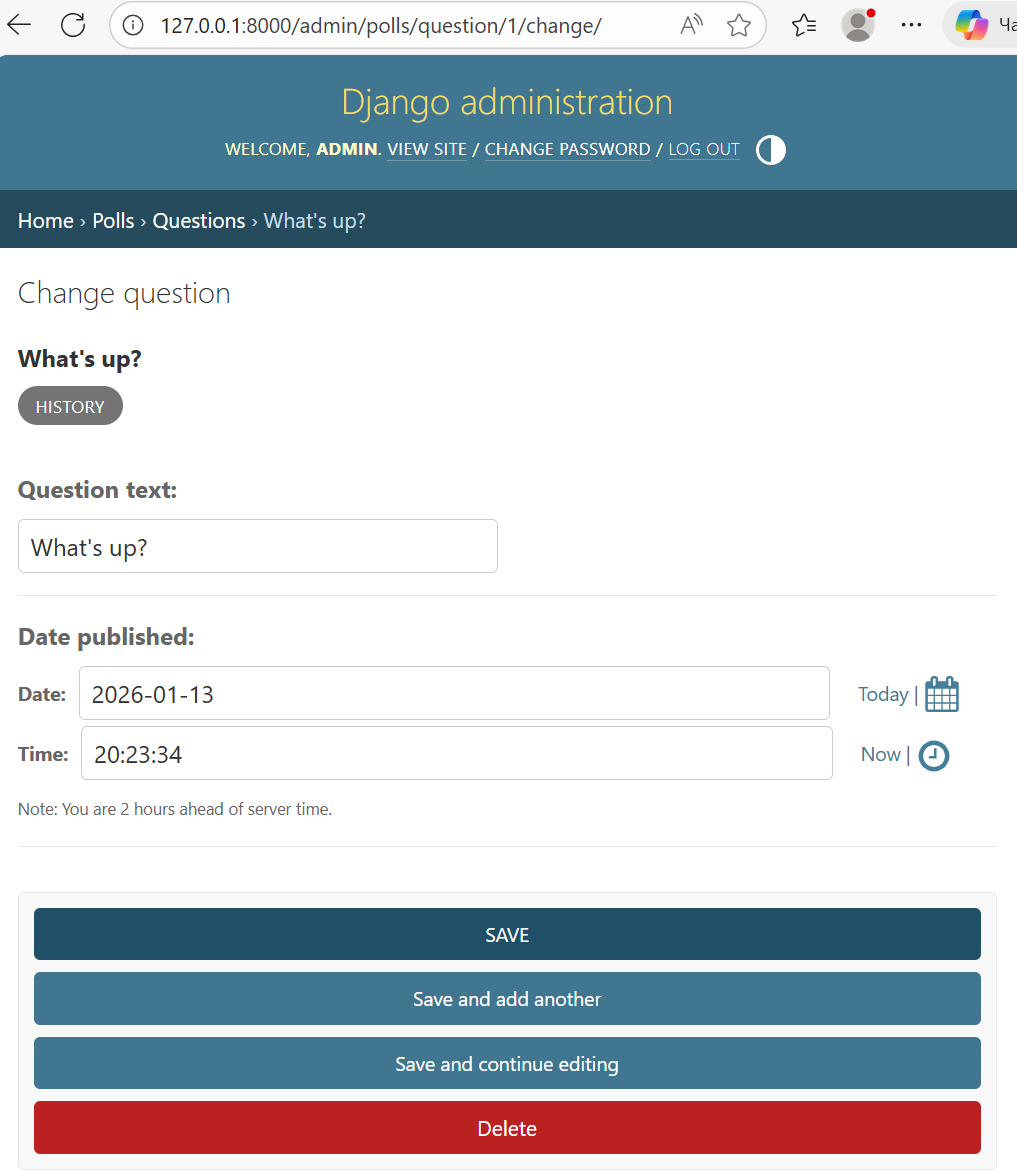 127.0.0.1:8000/admin/polls/question/1/change/
Django administration
WELCOME, ADMIN. VIEW SITE / CHANGE PASSWORD / LOG OUT
Home › Polls › Questions › What's up?
Change question
What's up?
HISTORY
Question text:
What's up?
Date published:
Date: 2026-01-13 Today |
Time: 20:23:34 Now |
Note: You are 2 hours ahead of server time.
SAVE
Save and add another
Save and continue editing
Delete